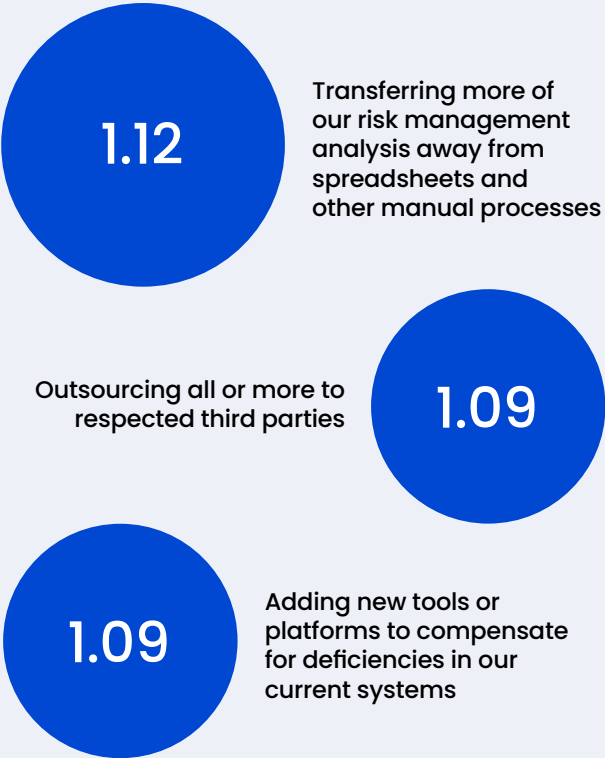 1.12
Transferring more of
our risk management
analysis away from
spreadsheets and
other manual processes
Outsourcing all or more to
respected third parties
1.09
1.09
Adding new tools or
platforms to compensate
for deficiencies in our
current systems